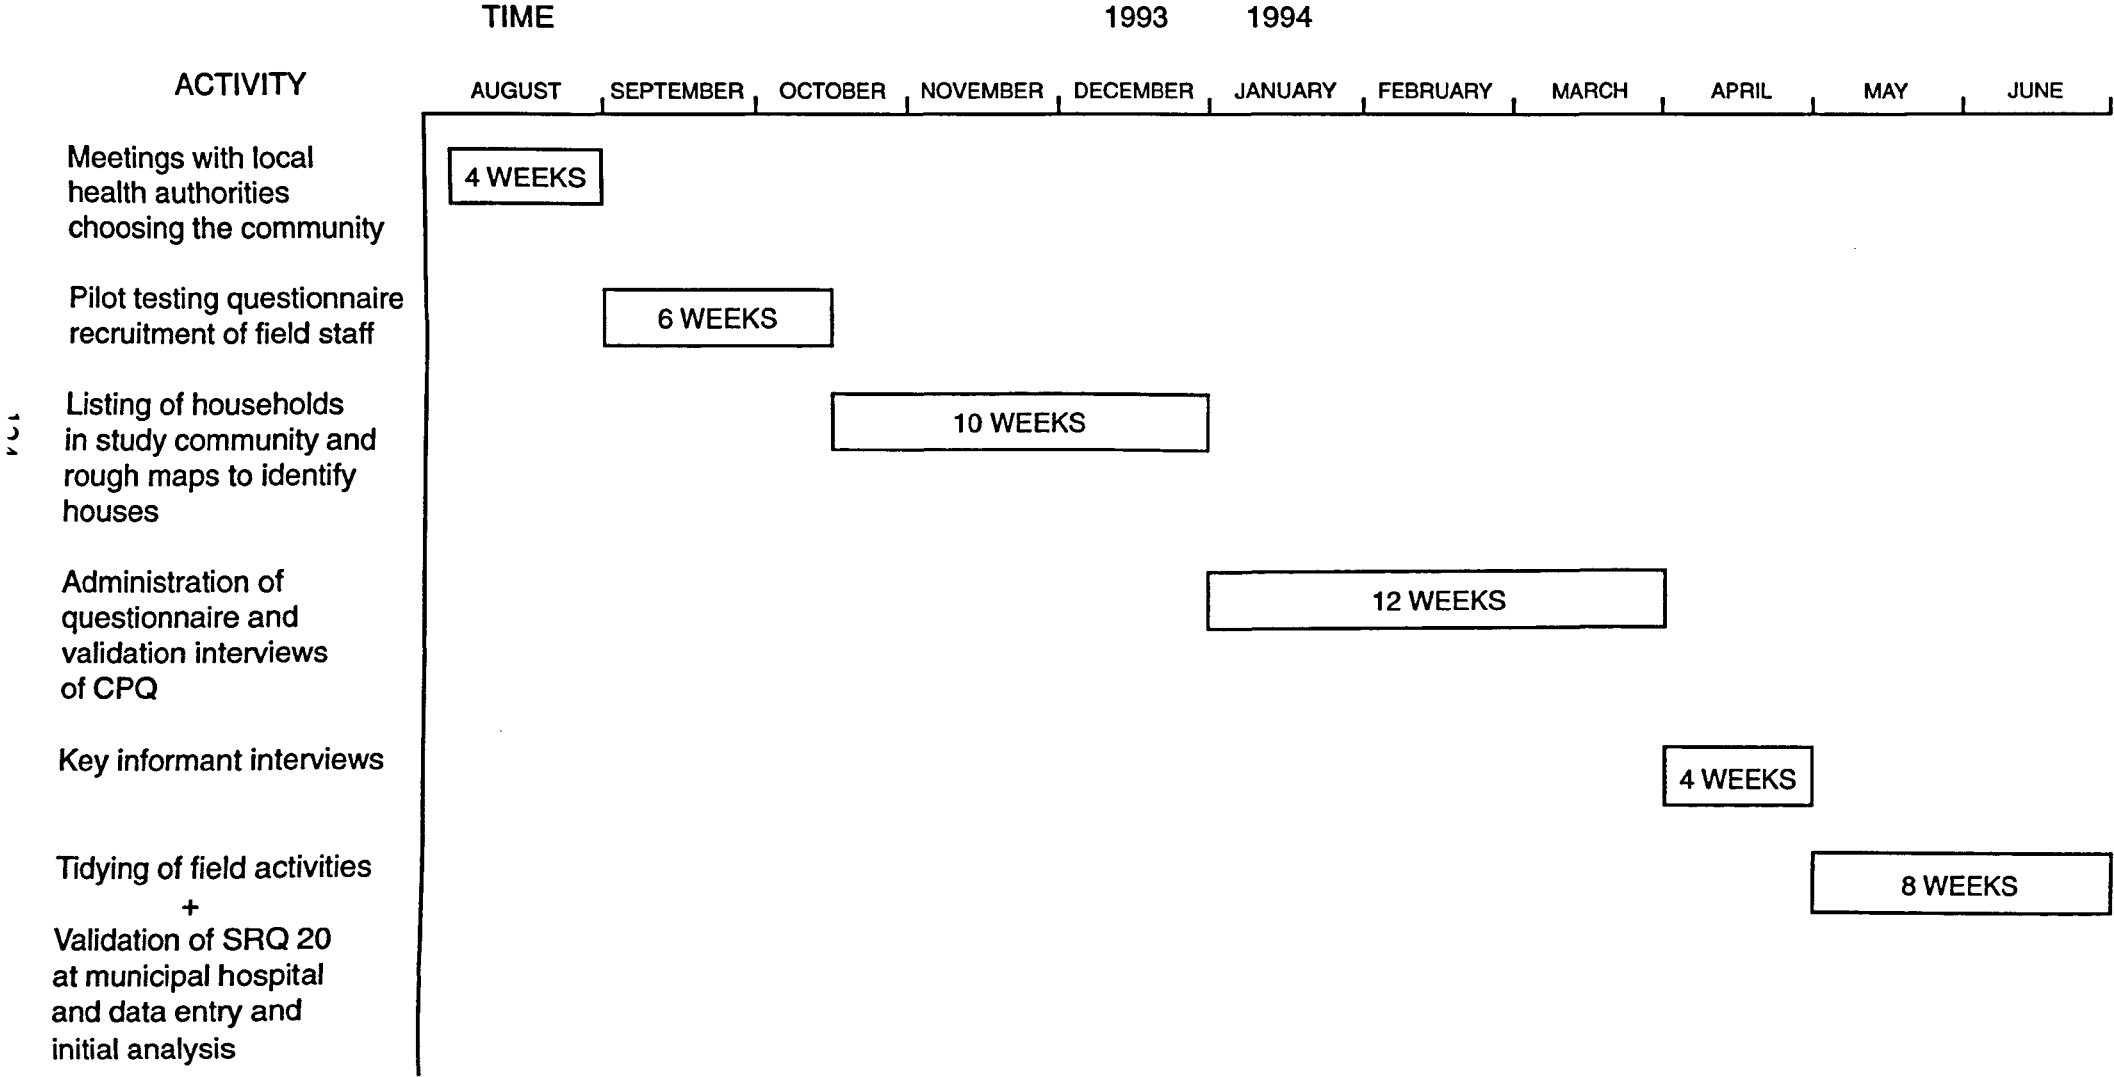 TIME 1993 1994
ACTIVITY AUGUST SEPTEMBER OCTOBER NOVEMBER DECEMBER JANUARY FEBRUARY MARCH APRIL MAY JUNE
Meetings with local
health authorities
choosing the community
4 WEEKS
Pilot testing questionnaire
recruitment of field staff
6 WEEKS
Listing of households
in study community and
rough maps to identify
houses
10 WEEKS
Administration of
questionnaire and
validation interviews
of CPQ
12 WEEKS
Key informant interviews
4 WEEKS
Tidying of field activities
+
Validation of SRQ 20
at municipal hospital
and data entry and
initial analysis
8 WEEKS